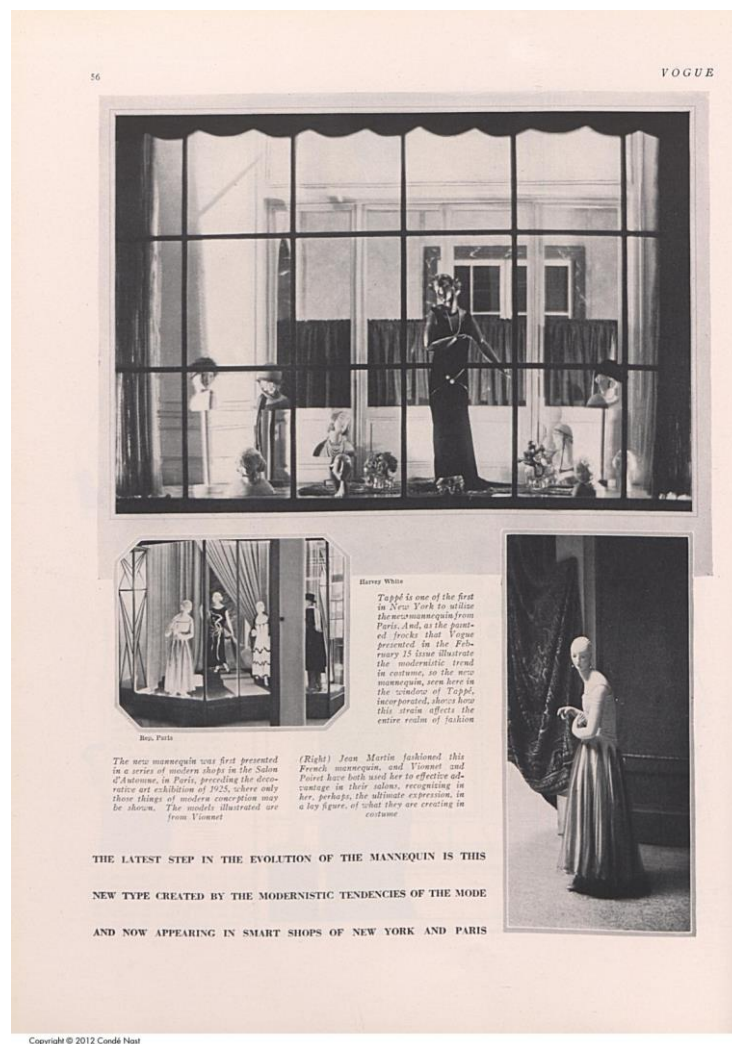 56
VOGUE
Harvey White
Tappé is one of the first
in New York to utilize
the new mannequin from
Paris. And, as the paint-
ed frocks that Vogue
presented in the Feb-
ruary 15 issue illustrate
the modernistic trend
in costume, so the new
mannequin, seen here in
the window of Tappé,
incorporated, shows how
this strain affects the
entire realm of fashion
Rep, Paris
The new mannequin was first presented
in a series of modern shops in the Salon
d'Automne, in Paris, preceding the deco-
rative art exhibition of 1925, where only
those things of modern conception may
be shown. The models illustrated are
from Vionnet
(Right) Jean Martin fashioned this
French mannequin, and Vionnet and
Poiret have both used her to effective ad-
vantage in their salons, recognizing in
her, perhaps, the ultimate expression, in
a lay figure, of what they are creating in
costume
THE LATEST STEP IN THE EVOLUTION OF THE MANNEQUIN IS THIS
NEW TYPE CREATED BY THE MODERNISTIC TENDENCIES OF THE MODE
AND NOW APPEARING IN SMART SHOPS OF NEW YORK AND PARIS
Copyright © 2012 Condé Nast